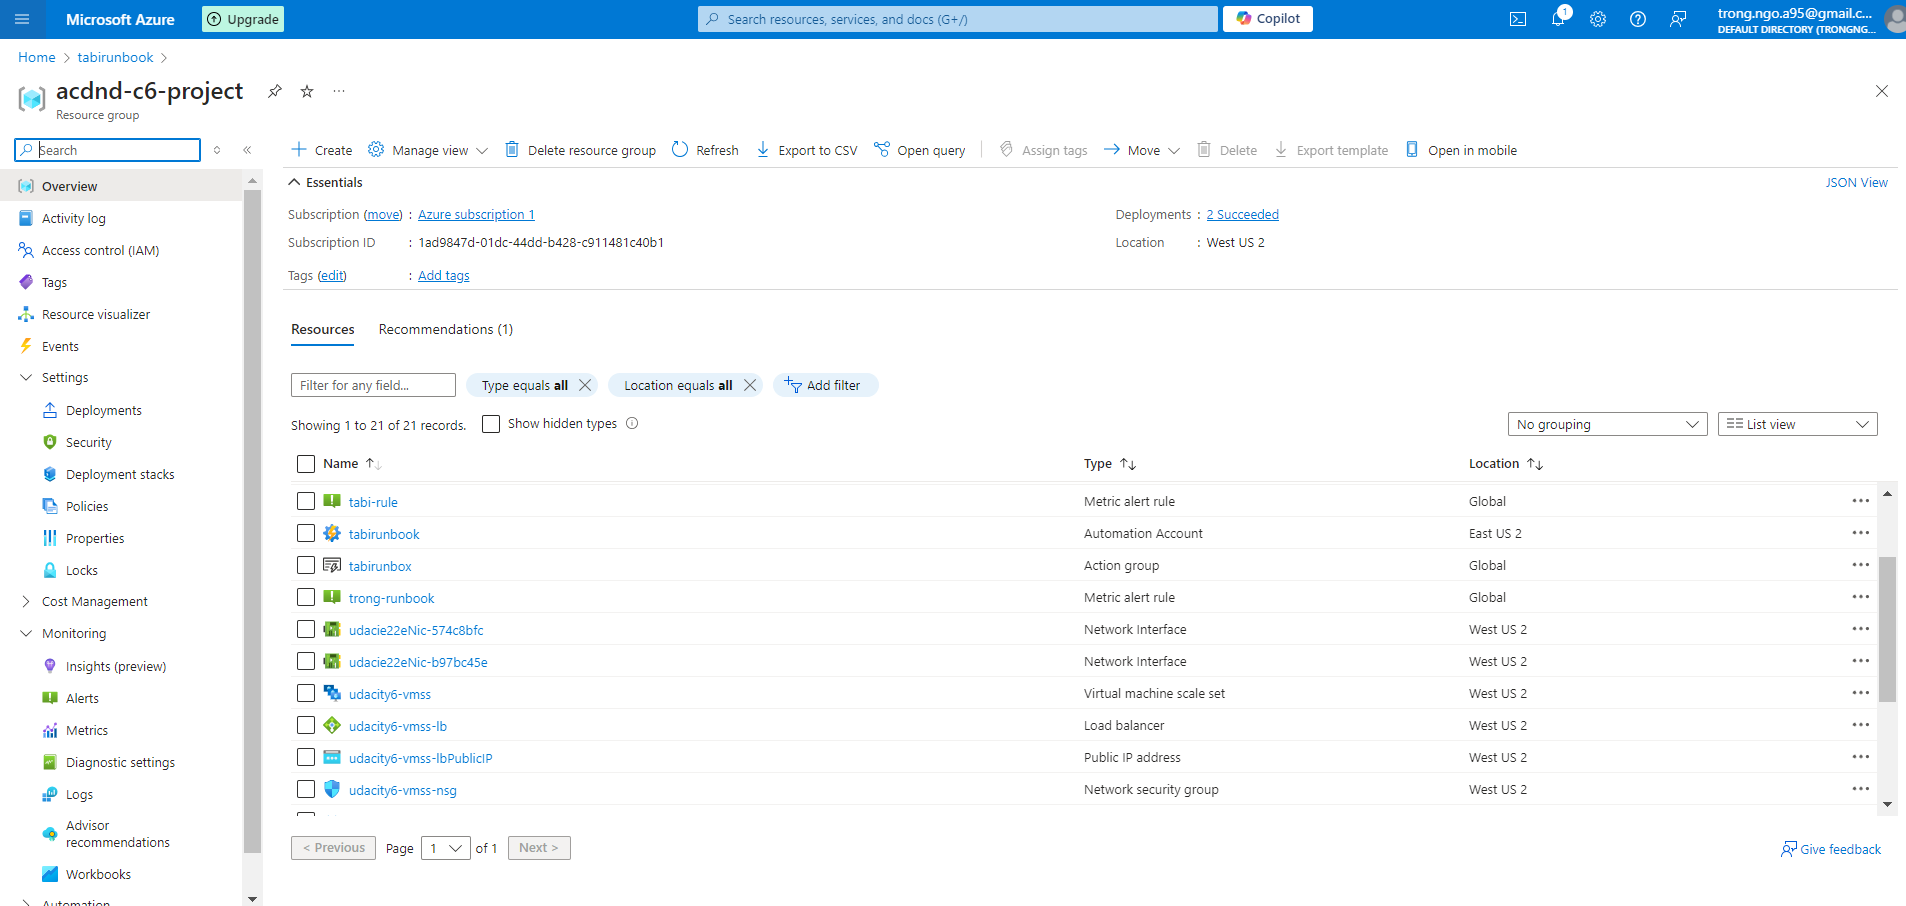 Microsoft Azure
Upgrade
Search resources, services, and docs (G+/)
Copilot
1
trong.ngo.a95@gmail.c...
DEFAULT DIRECTORY (TRONGNG...
Home > tabirunbook >
acdnd-c6-project
...
Resource group
Search
Create
Manage view
Delete resource group
Refresh
Export to CSV
Open query
Assign tags
Move
Delete
Export template
Open in mobile
Overview
Activity log
Access control (IAM)
Tags
Resource visualizer
Events
Settings
Deployments
Security
Deployment stacks
Policies
Properties
Locks
Cost Management
Monitoring
Insights (preview)
Alerts
Metrics
Diagnostic settings
Logs
Advisor
recommendations
Workbooks
Automation
Essentials
JSON View
Subscription (move) : Azure subscription 1
Deployments : 2 Succeeded
Subscription ID : 1ad9847d-01dc-44dd-b428-c911481c40b1
Location : West US 2
Tags (edit) : Add tags
Resources
Recommendations (1)
Filter for any field...
Type equals all
Location equals all
Add filter
Showing 1 to 21 of 21 records.
Show hidden types
No grouping
List view
Name
Type
Location
tabi-rule Metric alert rule Global
tabirunbook Automation Account East US 2
tabirunbox Action group Global
trong-runbook Metric alert rule Global
udacie22eNic-574c8bfc Network Interface West US 2
udacie22eNic-b97bc45e Network Interface West US 2
udacity6-vmss Virtual machine scale set West US 2
udacity6-vmss-lb Load balancer West US 2
udacity6-vmss-lbPublicIP Public IP address West US 2
udacity6-vmss-nsg Network security group West US 2
< Previous
Page 1 of 1
Next >
Give feedback